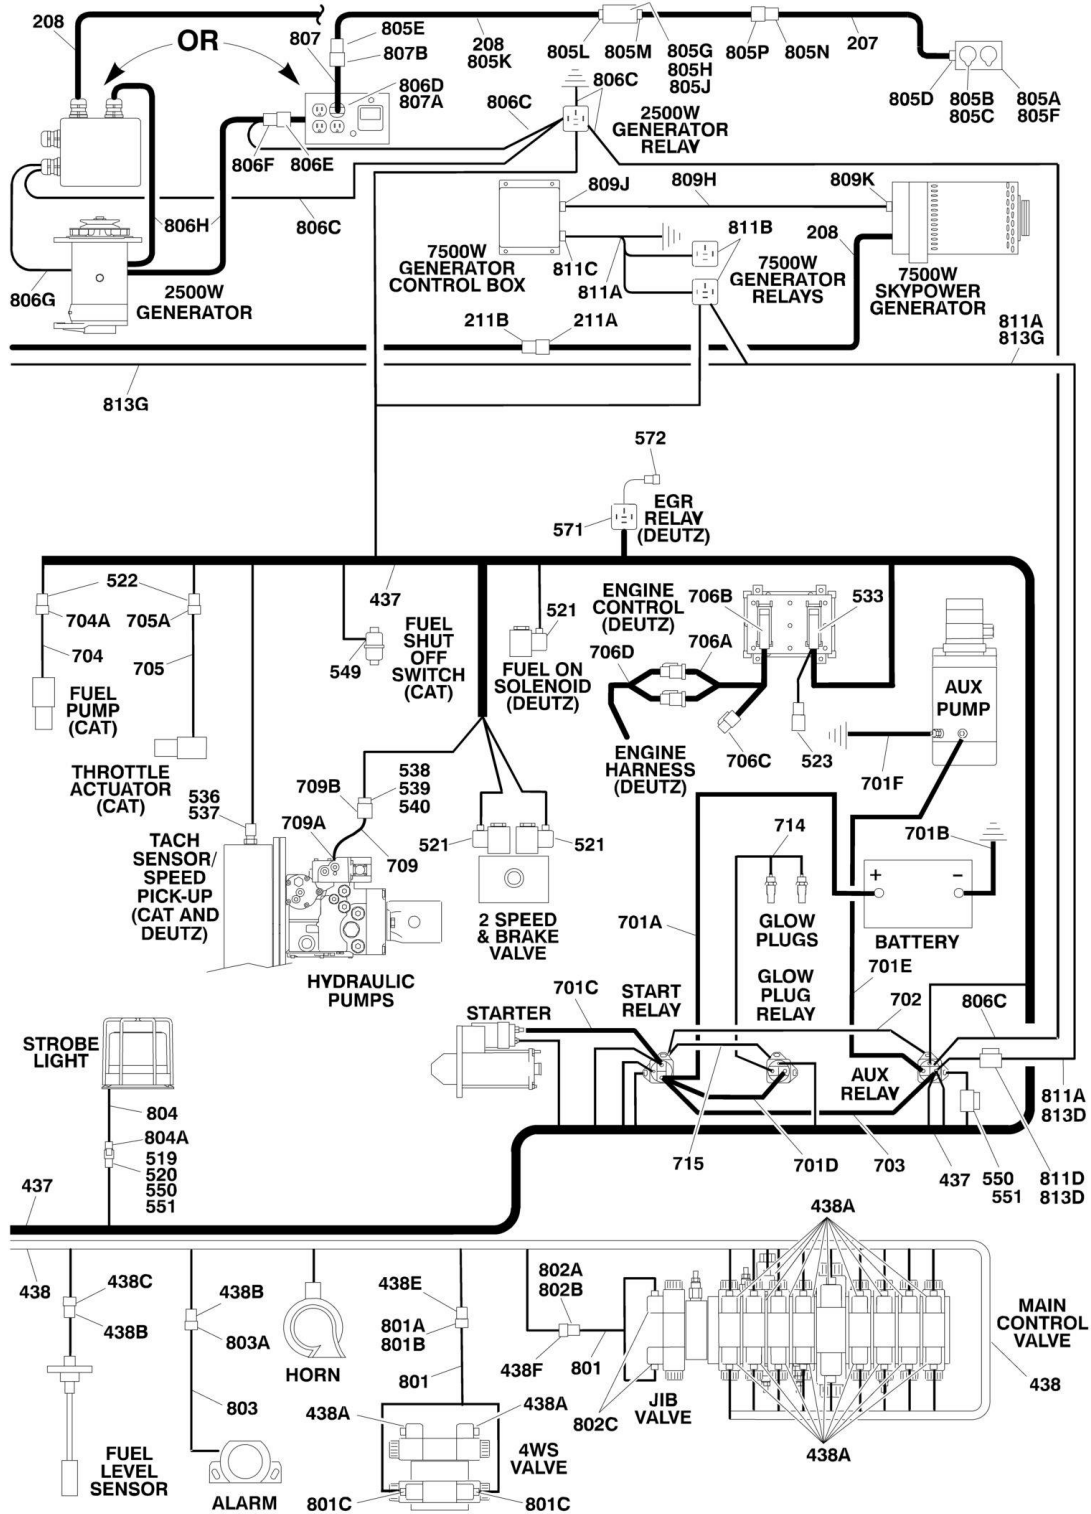 208
OR
807
805E
807B
208
805K
805L
805M
805G
805H
805J
805P
805N
207
805D
805B
805C
805A
805F
806D
807A
806C
806C
2500W
GENERATOR
RELAY
806F
806E
806H
806C
806G
2500W
GENERATOR
809J
809H
809K
7500W
GENERATOR
CONTROL BOX
811C
811A
811B
7500W
GENERATOR
RELAYS
208
7500W
SKYPOWER
GENERATOR
211B
211A
811A
813G
813G
572
571
EGR
RELAY
(DEUTZ)
522
704A
705A
704
705
FUEL
PUMP
(CAT)
THROTTLE
ACTUATOR
(CAT)
437
549
FUEL
SHUT
OFF
SWITCH
(CAT)
521
FUEL ON
SOLENOID
(DEUTZ)
ENGINE
CONTROL
(DEUTZ)
706B
533
706A
706D
706C
523
ENGINE
HARNESS
(DEUTZ)
AUX
PUMP
701F
536
537
TACH
SENSOR/
SPEED
PICK-UP
(CAT AND
DEUTZ)
709B
709A
538
539
540
709
HYDRAULIC
PUMPS
521
521
2 SPEED
& BRAKE
VALVE
714
701B
+
-
BATTERY
701A
GLOW
PLUGS
701E
701C
START
RELAY
GLOW
PLUG
RELAY
702
806C
STARTER
STROBE
LIGHT
AUX
RELAY
811A
813D
804
804A
519
520
550
551
715
701D
703
437
550
551
811D
813D
437
438
438C
438B
438B
803A
803
HORN
438E
801A
801B
801
802A
802B
438F
801
802C
JIB
VALVE
438A
MAIN
CONTROL
VALVE
438
438A
438A
438A
4WS
VALVE
801C
801C
FUEL
LEVEL
SENSOR
ALARM